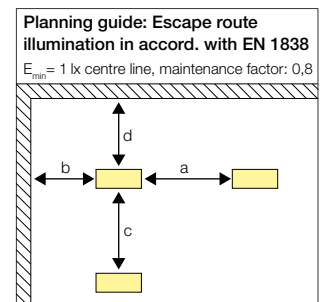 Planning guide: Escape route
illumination in accord. with EN 1838
Emin= 1 lx centre line, maintenance factor: 0,8
d
b
a
c